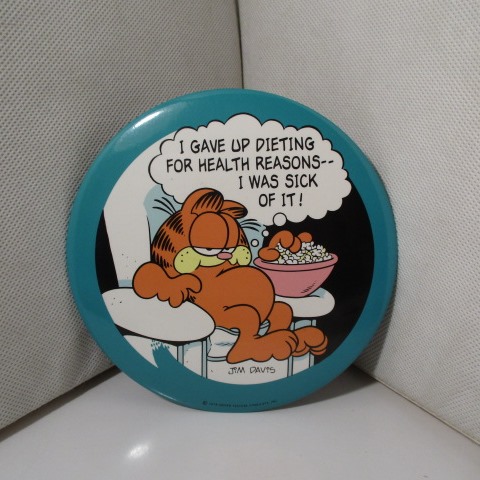 I GAVE UP DIETING
FOR HEALTH REASONS--
I WAS SICK
OF IT!
JIM DAVIS